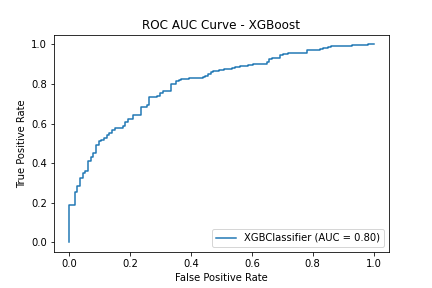 ROC AUC Curve - XGBoost
1.0
0.8
0.6
0.4
0.2
0.0
True Positive Rate
XGBClassifier (AUC = 0.80)
0.0 0.2 0.4 0.6 0.8 1.0
False Positive Rate